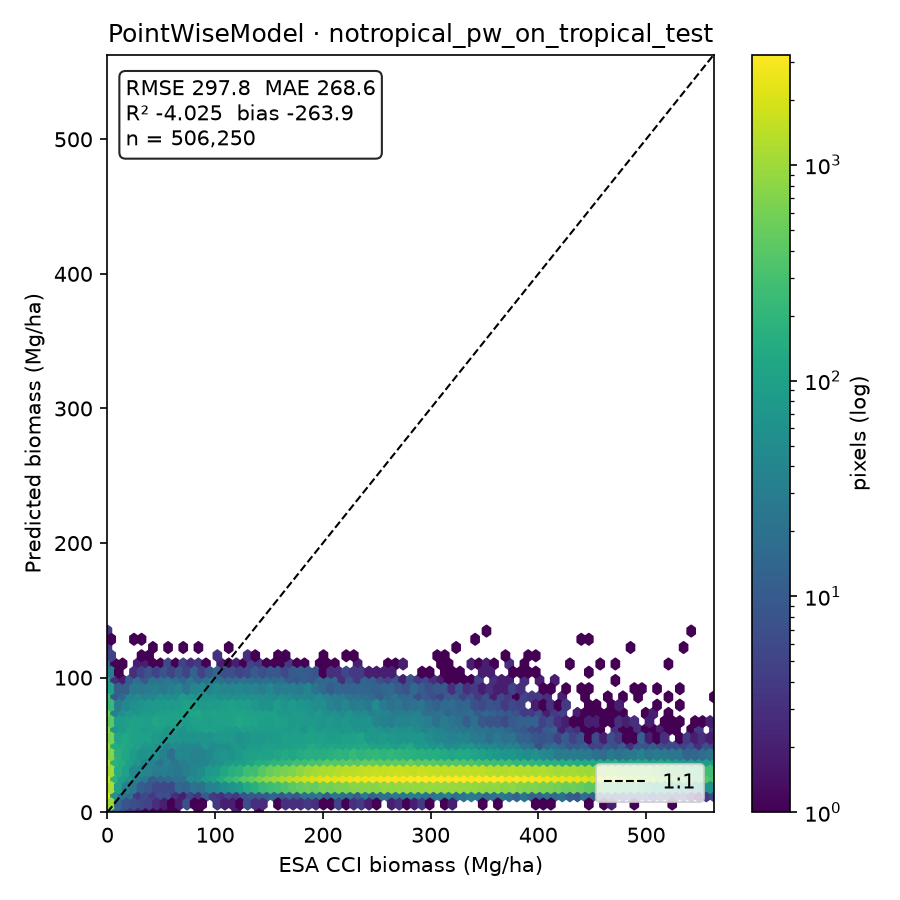 PointWiseModel · notropical_pw_on_tropical_test
RMSE 297.8  MAE 268.6
R² -4.025  bias -263.9
n = 506,250
500
400
300
200
100
0
Predicted biomass (Mg/ha)
0 100 200 300 400 500
ESA CCI biomass (Mg/ha)
1:1
10³
10²
10¹
10⁰
pixels (log)